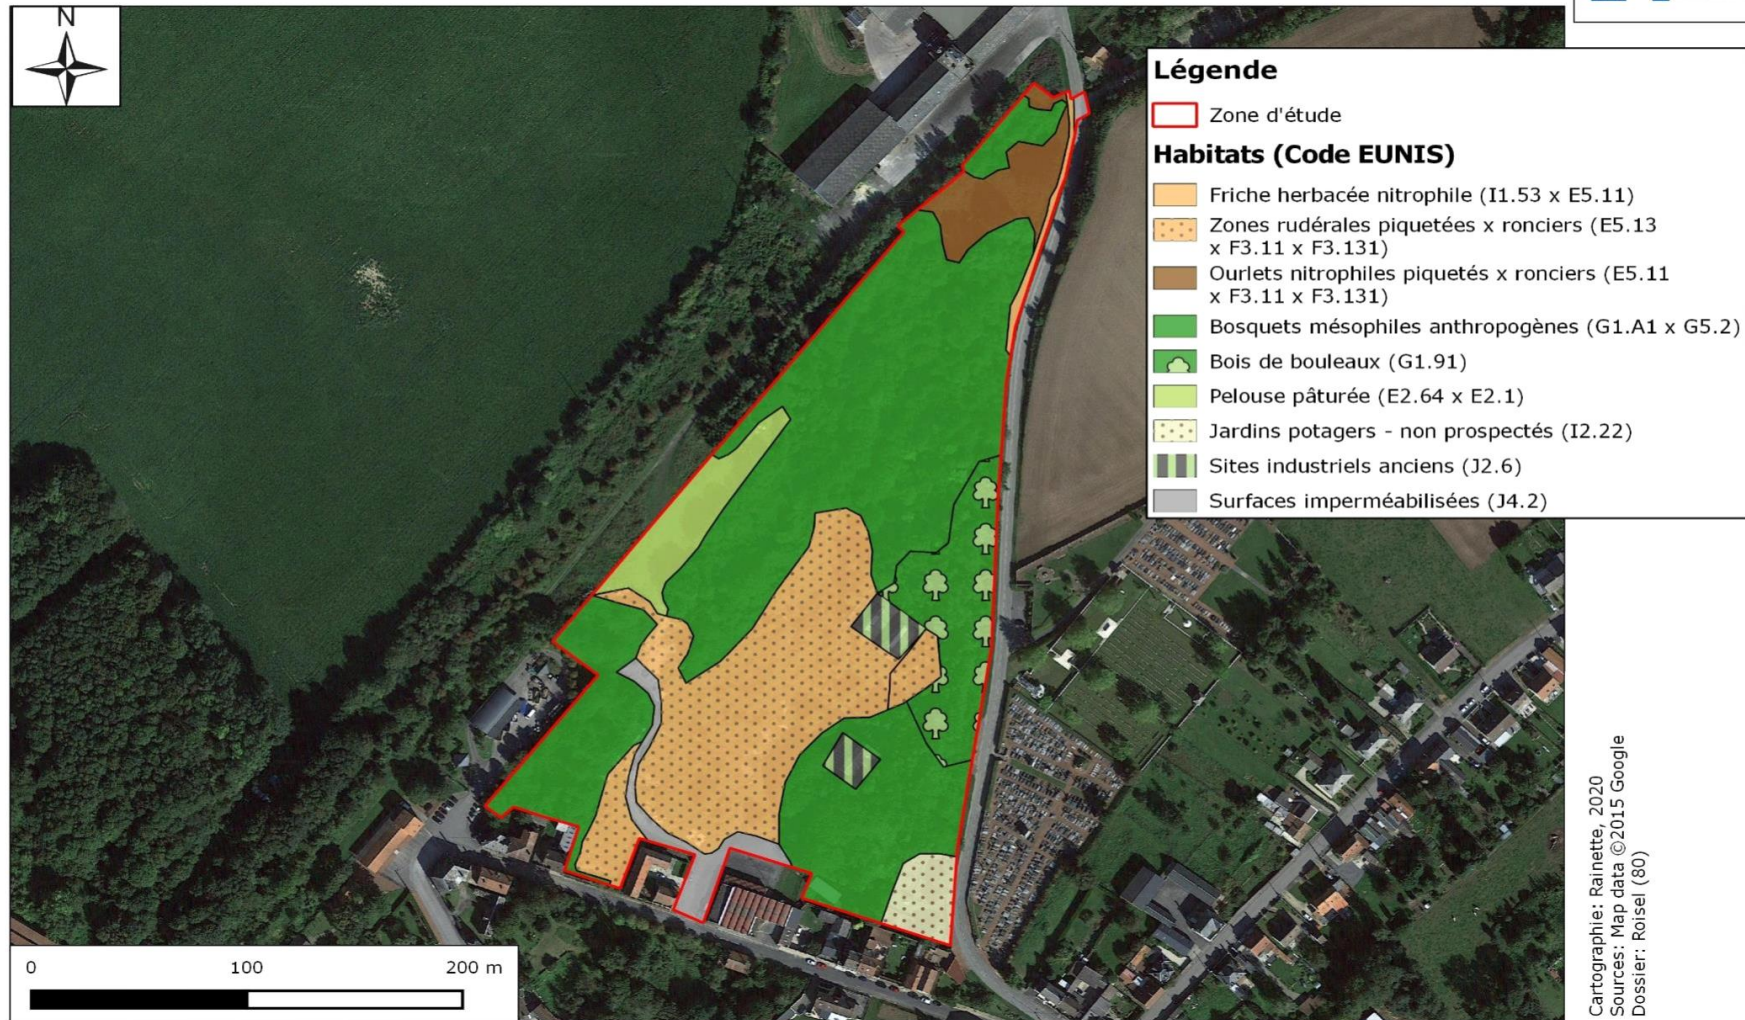 N
Légende
Zone d'étude
Habitats (Code EUNIS)
Friche herbacée nitrophile (I1.53 x E5.11)
Zones rudérales piquetées x ronciers (E5.13
x F3.11 x F3.131)
Ourlets nitrophiles piquetés x ronciers (E5.11
x F3.11 x F3.131)
Bosquets mésophiles anthropogènes (G1.A1 x G5.2)
Bois de bouleaux (G1.91)
Pelouse pâturée (E2.64 x E2.1)
Jardins potagers - non prospectés (I2.22)
Sites industriels anciens (J2.6)
Surfaces imperméabilisées (J4.2)
0 100 200 m
Cartographie: Rainette, 2020
Sources: Map data ©2015 Google
Dossier: Roisel (80)